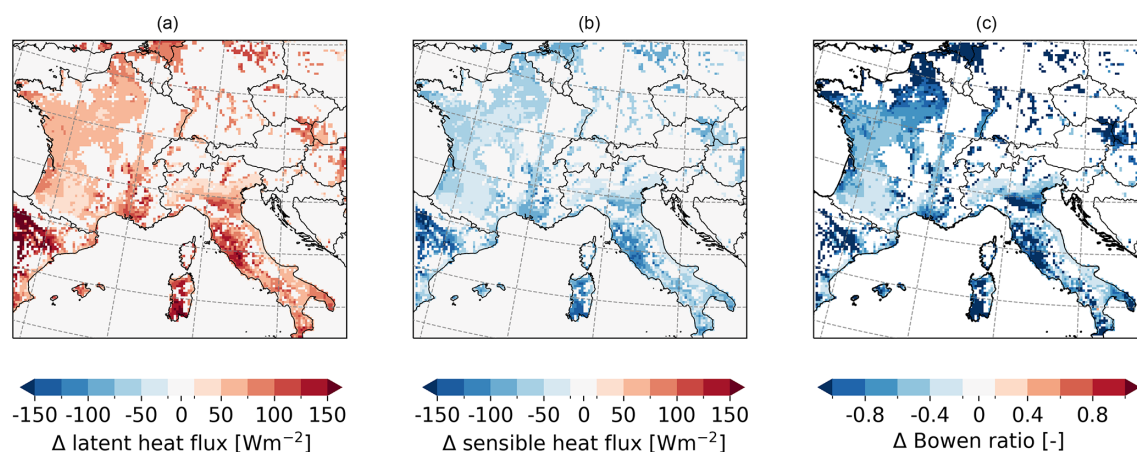 (a)
(b)
(c)
-150 -100 -50 0 50 100 150
Δ latent heat flux [Wm⁻²]
-150 -100 -50 0 50 100 150
Δ sensible heat flux [Wm⁻²]
-0.8 -0.4 0 0.4 0.8
Δ Bowen ratio [-]